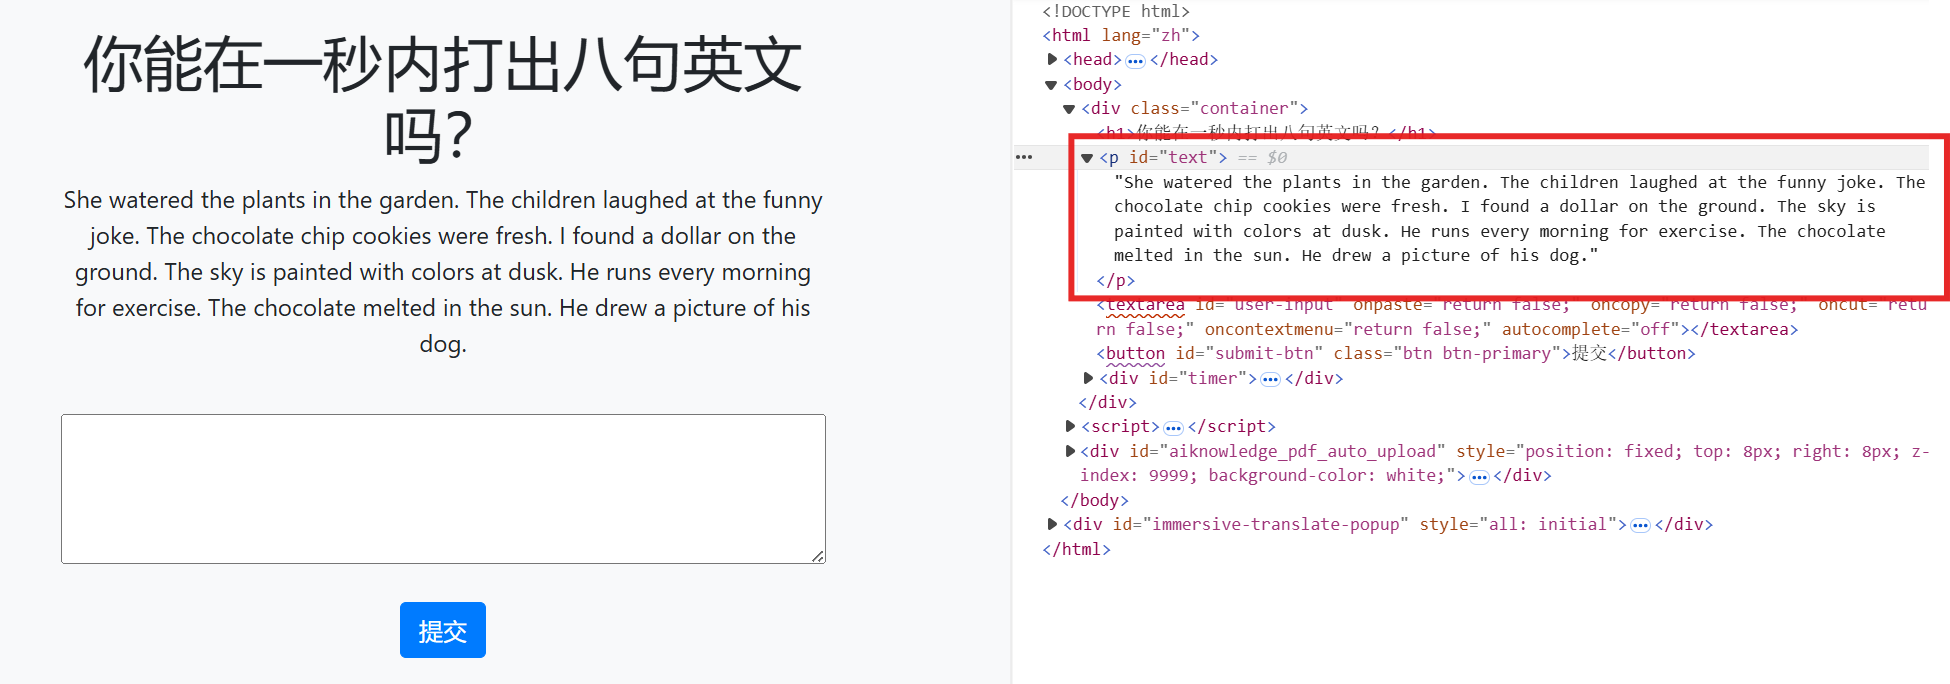 你能在一秒内打出八句英文
吗？
She watered the plants in the garden. The children laughed at the funny
joke. The chocolate chip cookies were fresh. I found a dollar on the
ground. The sky is painted with colors at dusk. He runs every morning
for exercise. The chocolate melted in the sun. He drew a picture of his
dog.
提交
<!DOCTYPE html>
<html lang="zh">
<head>•••</head>
<body>
<div class="container">
<h1>你能在一秒内打出八句英文吗？</h1>
•••
<p id="text"> == $0
"She watered the plants in the garden. The children laughed at the funny joke. The
chocolate chip cookies were fresh. I found a dollar on the ground. The sky is
painted with colors at dusk. He runs every morning for exercise. The chocolate
melted in the sun. He drew a picture of his dog."
</p>
<textarea id="user-input" onpaste="return false;" oncopy="return false;" oncut="retu
rn false;" oncontextmenu="return false;" autocomplete="off"></textarea>
<button id="submit-btn" class="btn btn-primary">提交</button>
<div id="timer">•••</div>
</div>
<script>•••</script>
<div id="aiknowledge_pdf_auto_upload" style="position: fixed; top: 8px; right: 8px; z-
index: 9999; background-color: white;">•••</div>
</body>
<div id="immersive-translate-popup" style="all: initial">•••</div>
</html>